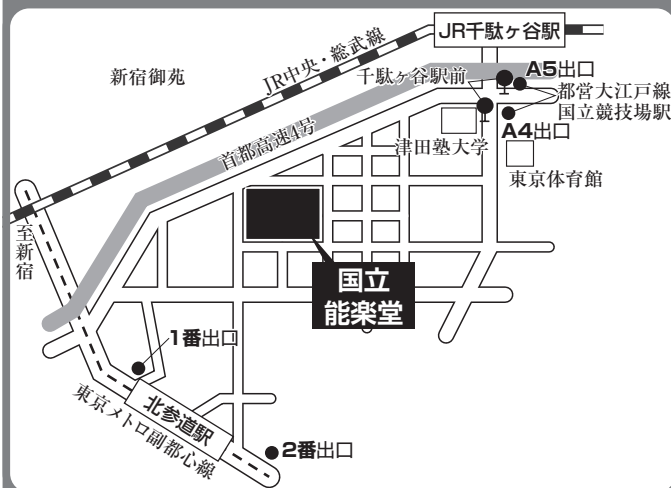 JR千駄ヶ谷駅
新宿御苑
JR中央・総武線
千駄ヶ谷駅前
A5出口
都営大江戸線
国立競技場駅
A4出口
首都高速4号
津田塾大学
東京体育館
至新宿
国立
能楽堂
1番出口
北参道駅
東京メトロ副都心線
2番出口